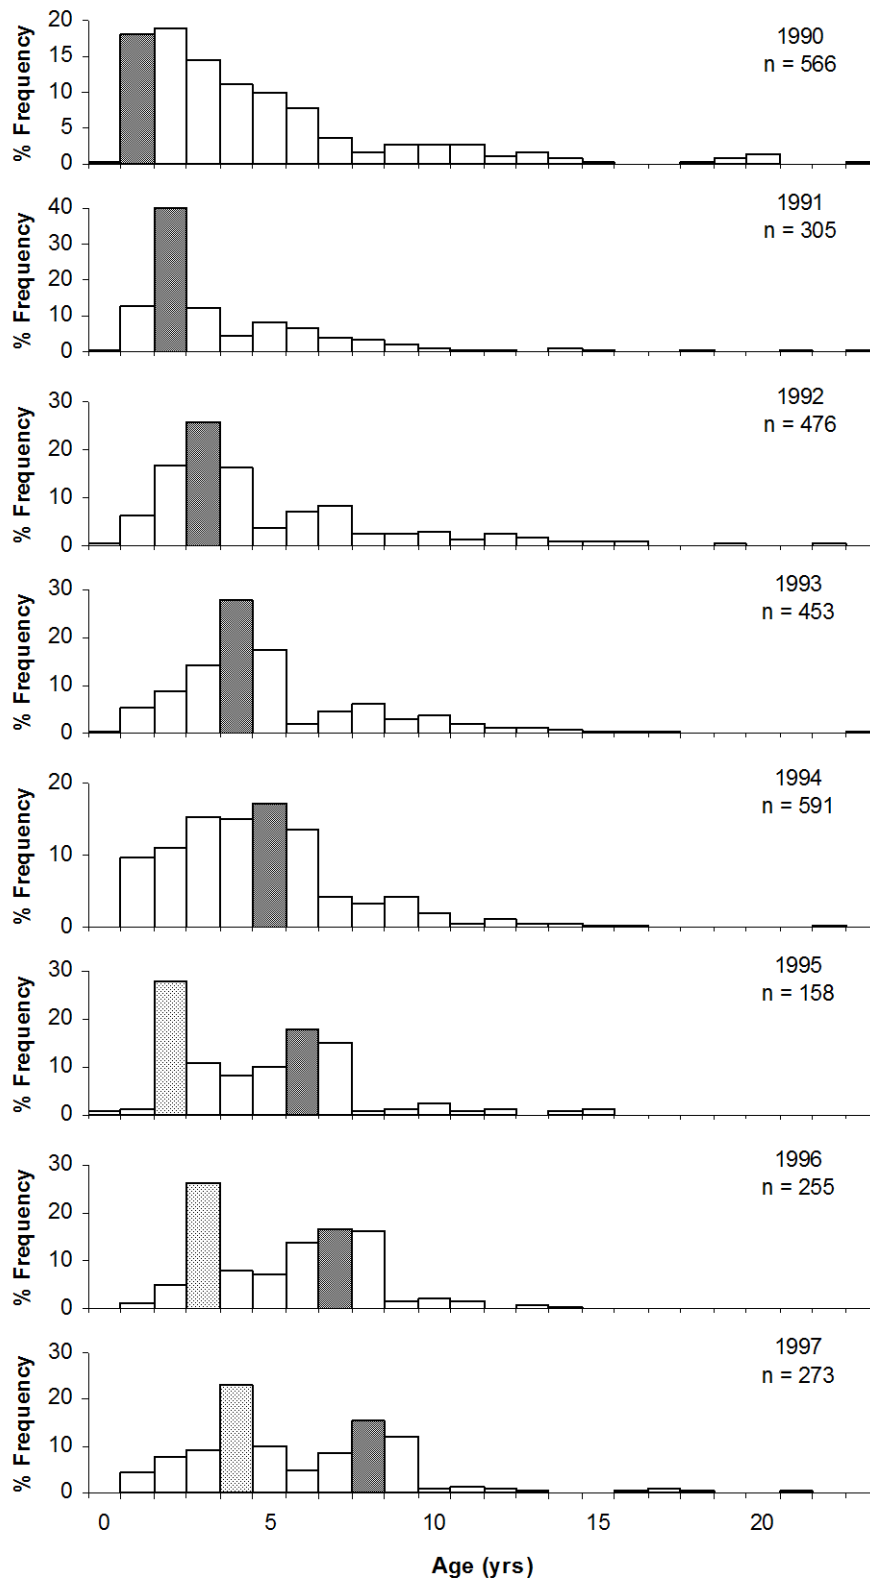 % Frequency
20
15
10
5
0
1990
n = 566
% Frequency
40
30
20
10
0
1991
n = 305
% Frequency
30
20
10
0
1992
n = 476
% Frequency
30
20
10
0
1993
n = 453
% Frequency
20
10
0
1994
n = 591
% Frequency
30
20
10
0
1995
n = 158
% Frequency
30
20
10
0
1996
n = 255
% Frequency
30
20
10
0
1997
n = 273
0 5 10 15 20
Age (yrs)